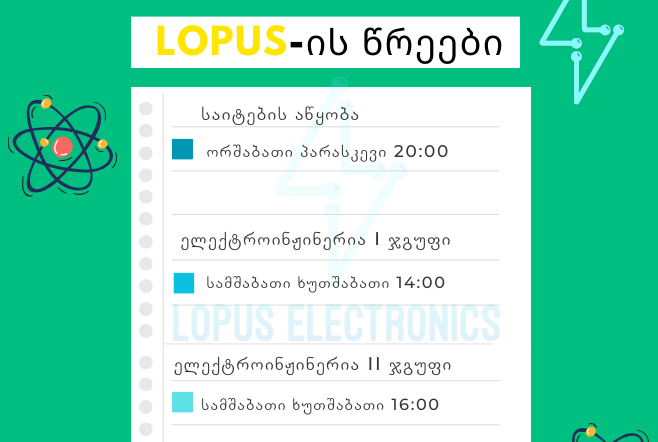 LOPUS-ის წრეები
საიტების აწყობა
ორშაბათი პარასკევი 20:00
ელექტროინჟინერია I ჯგუფი
სამშაბათი ხუთშაბათი 14:00
LOPUS ELECTRONICS
ელექტროინჟინერია II ჯგუფი
სამშაბათი ხუთშაბათი 16:00